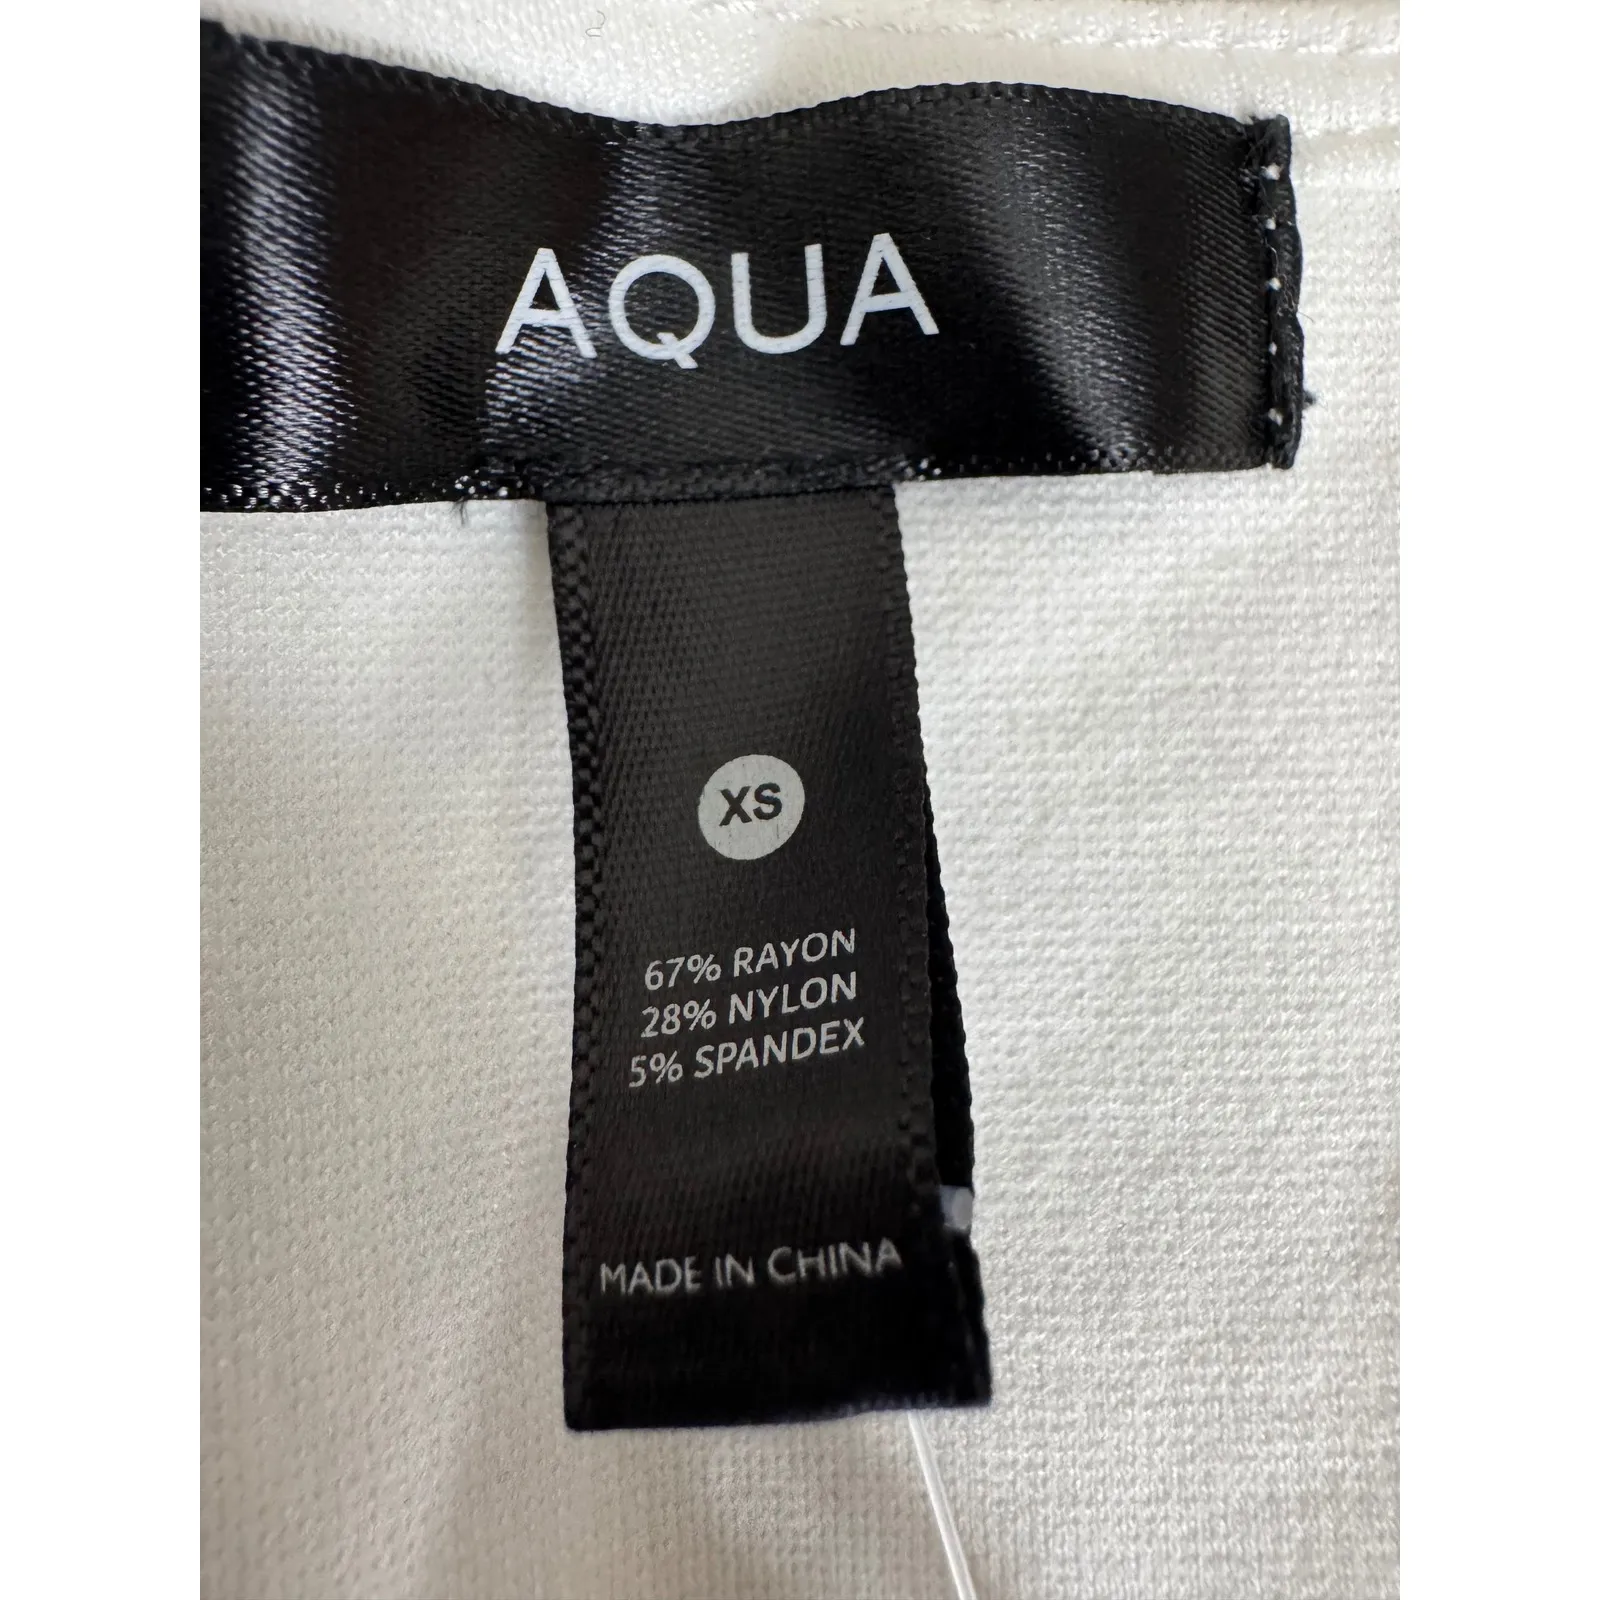 AQUA
XS
67% RAYON
28% NYLON
5% SPANDEX
MADE IN CHINA